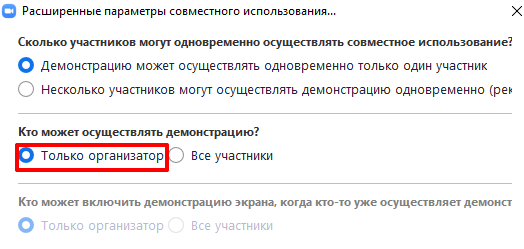 Расширенные параметры совместного использования...
Сколько участников могут одновременно осуществлять совместное использование?
Демонстрацию может осуществлять одновременно только один участник
Несколько участников могут осуществлять демонстрацию одновременно (рек
Кто может осуществлять демонстрацию?
Только организатор Все участники
Кто может включить демонстрацию экрана, когда кто-то уже осуществляет демонст
Только организатор Все участники